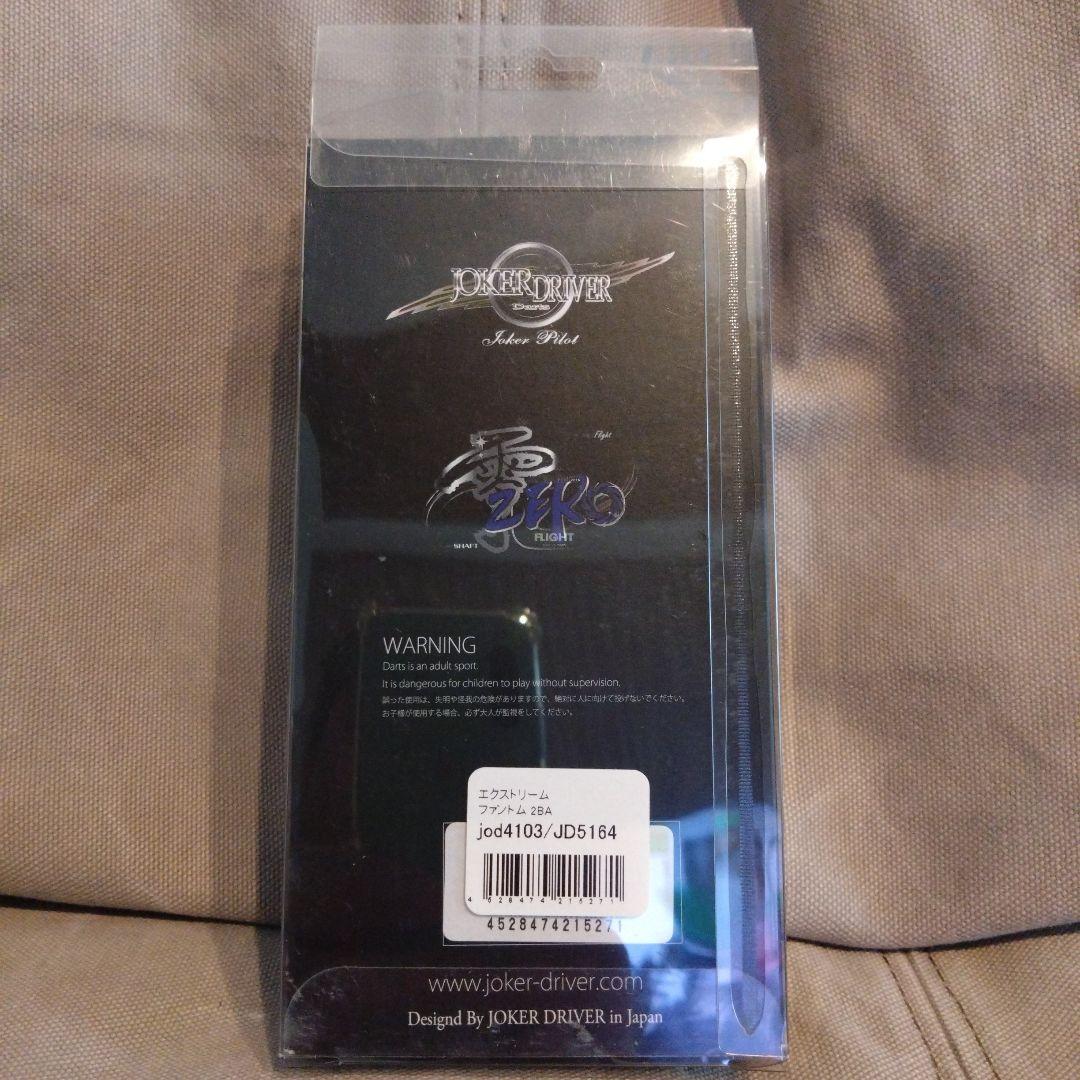 JOKER DRIVER
Darts
Joker Pilot
Flight
零
ZERO
SHAFT
FLIGHT
WARNING
Darts is an adult sport.
It is dangerous for children to play without supervision.
誤った使用は、失明や怪我の危険がありますので、絶対に人に向けて投げないでください。
お子様が使用する場合、必ず大人が監視をしてください。
エクストリーム
ファントム 2BA
jod4103/JD5164
4 528474 215271
4528474215271
www.joker-driver.com
Designd By JOKER DRIVER in Japan